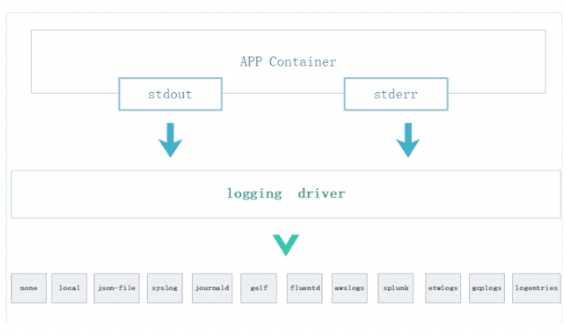 APP Container
stdout stderr
logging driver
none local json-file syslog journald gelf fluentd awslogs splunk etwlogs gcplogs logentries